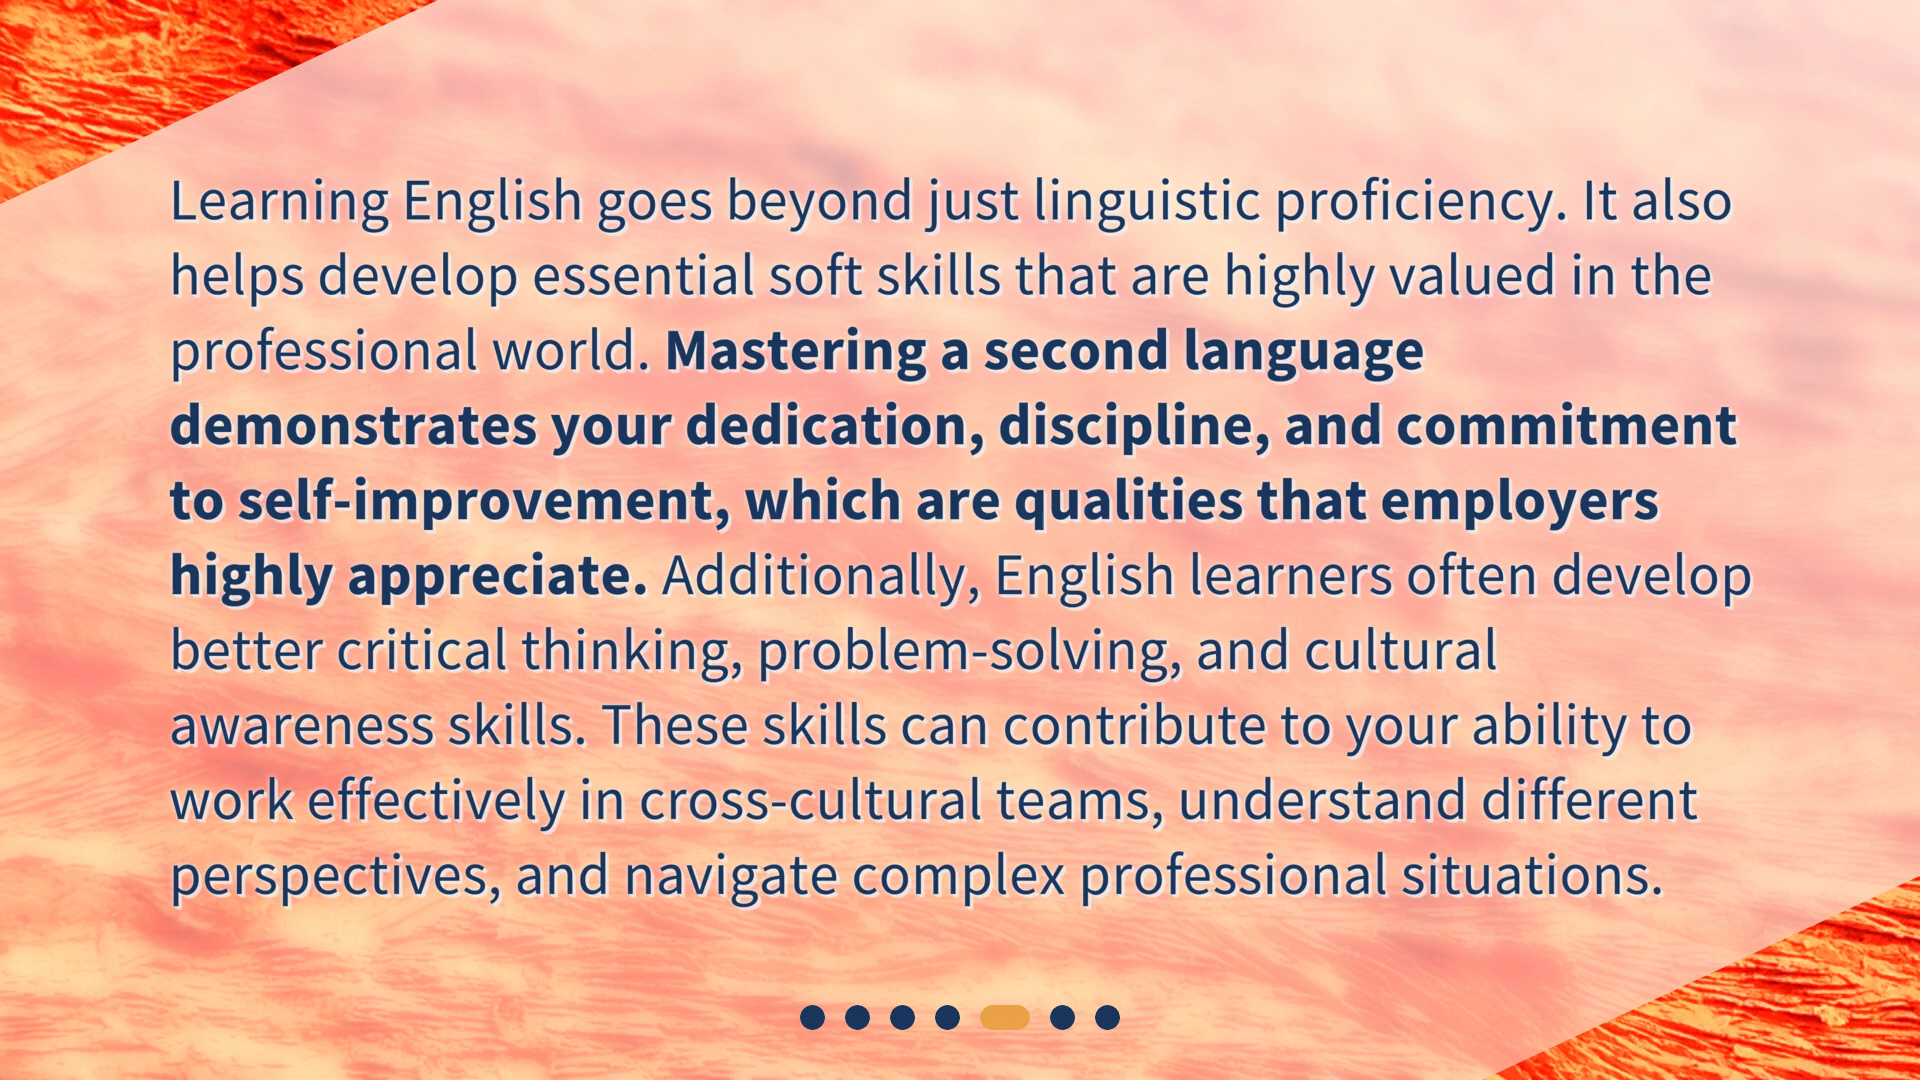 Learning English goes beyond just linguistic proficiency. It also
helps develop essential soft skills that are highly valued in the
professional world. Mastering a second language
demonstrates your dedication, discipline, and commitment
to self-improvement, which are qualities that employers
highly appreciate. Additionally, English learners often develop
better critical thinking, problem-solving, and cultural
awareness skills. These skills can contribute to your ability to
work effectively in cross-cultural teams, understand different
perspectives, and navigate complex professional situations.